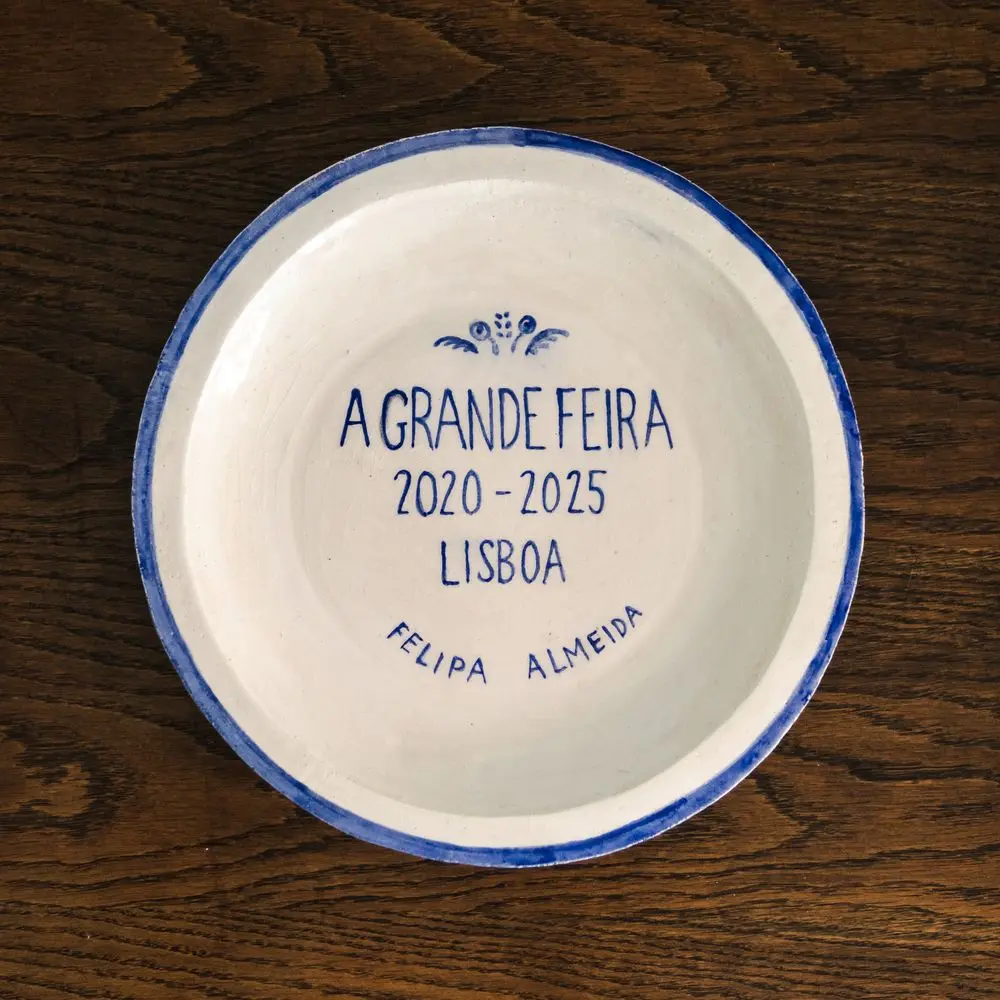 A GRANDE FEIRA
2020 - 2025
LISBOA
FELIPA ALMEIDA